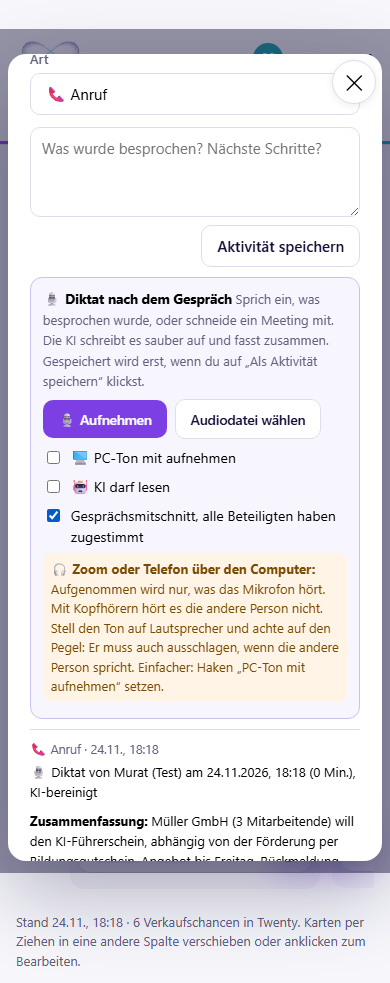 Art
Anruf
Was wurde besprochen? Nächste Schritte?
Aktivität speichern
Diktat nach dem Gespräch Sprich ein, was
besprochen wurde, oder schneide ein Meeting mit.
Die KI schreibt es sauber auf und fasst zusammen.
Gespeichert wird erst, wenn du auf „Als Aktivität
speichern“ klickst.
Aufnehmen
Audiodatei wählen
PC-Ton mit aufnehmen
KI darf lesen
Gesprächsmitschnitt, alle Beteiligten haben
zugestimmt
Zoom oder Telefon über den Computer:
Aufgenommen wird nur, was das Mikrofon hört.
Mit Kopfhörern hört es die andere Person nicht.
Stell den Ton auf Lautsprecher und achte auf den
Pegel: Er muss auch ausschlagen, wenn die andere
Person spricht. Einfacher: Haken „PC-Ton mit
aufnehmen“ setzen.
Anruf · 24.11., 18:18
Diktat von Murat (Test) am 24.11.2026, 18:18 (0 Min.),
KI-bereinigt
Zusammenfassung: Müller GmbH (3 Mitarbeitende) will
den KI-Führerschein, abhängig von der Förderung per
Bildungsgutschein. Angebot bis Freitag. Rückmeldung
Stand 24.11., 18:18 · 6 Verkaufschancen in Twenty. Karten per
Ziehen in eine andere Spalte verschieben oder anklicken zum
Bearbeiten.